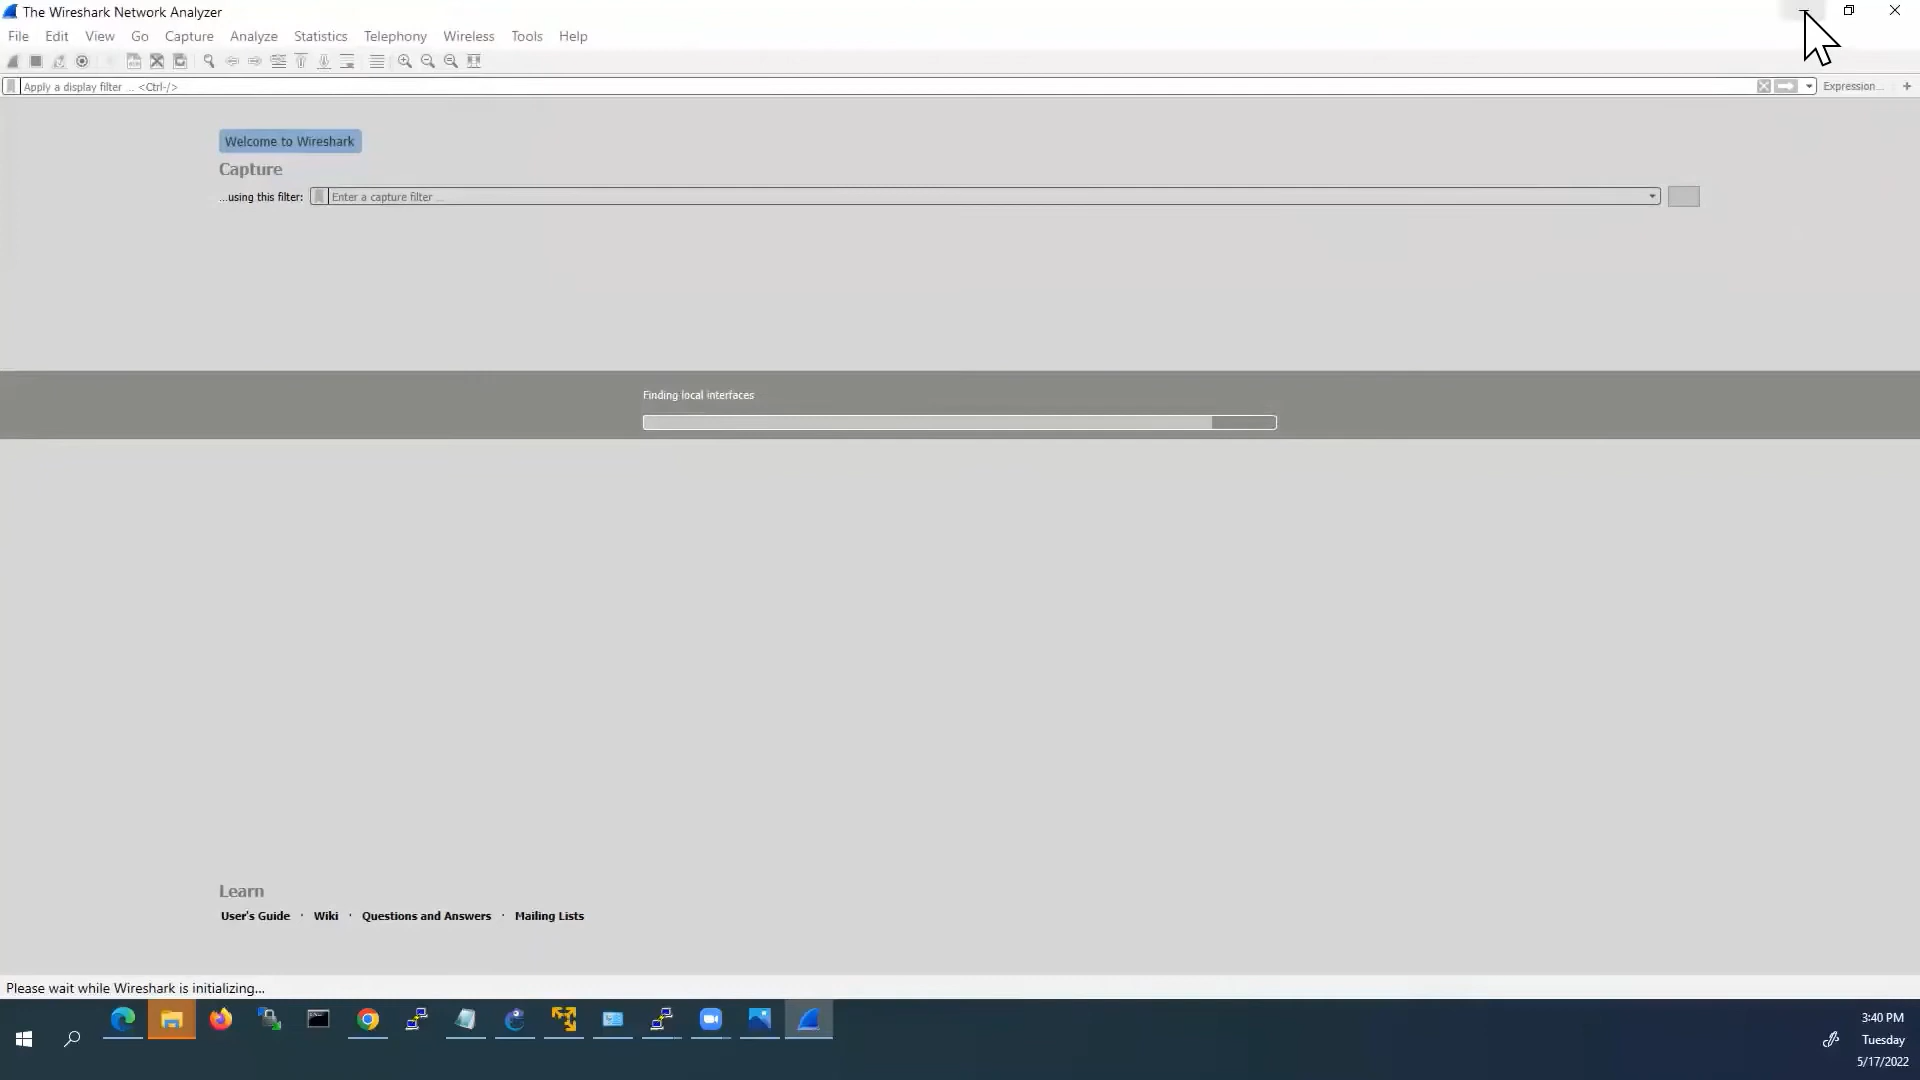 The Wireshark Network Analyzer
File Edit View Go Capture Analyze Statistics Telephony Wireless Tools Help
Apply a display filter ... <Ctrl-/>
Expression...
Welcome to Wireshark
Capture
...using this filter: Enter a capture filter ...
Finding local interfaces
Learn
User's Guide · Wiki · Questions and Answers · Mailing Lists
Please wait while Wireshark is initializing...
3:40 PM
Tuesday
5/17/2022